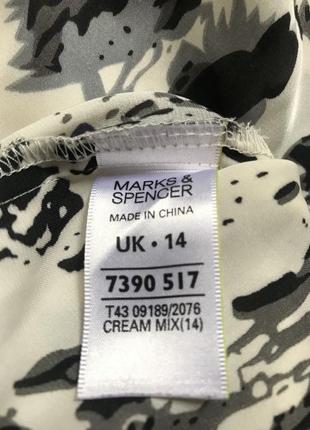 MARKS &
SPENCER
MADE IN CHINA
UK • 14
7390 517
T43 09189/2076
CREAM MIX(14)